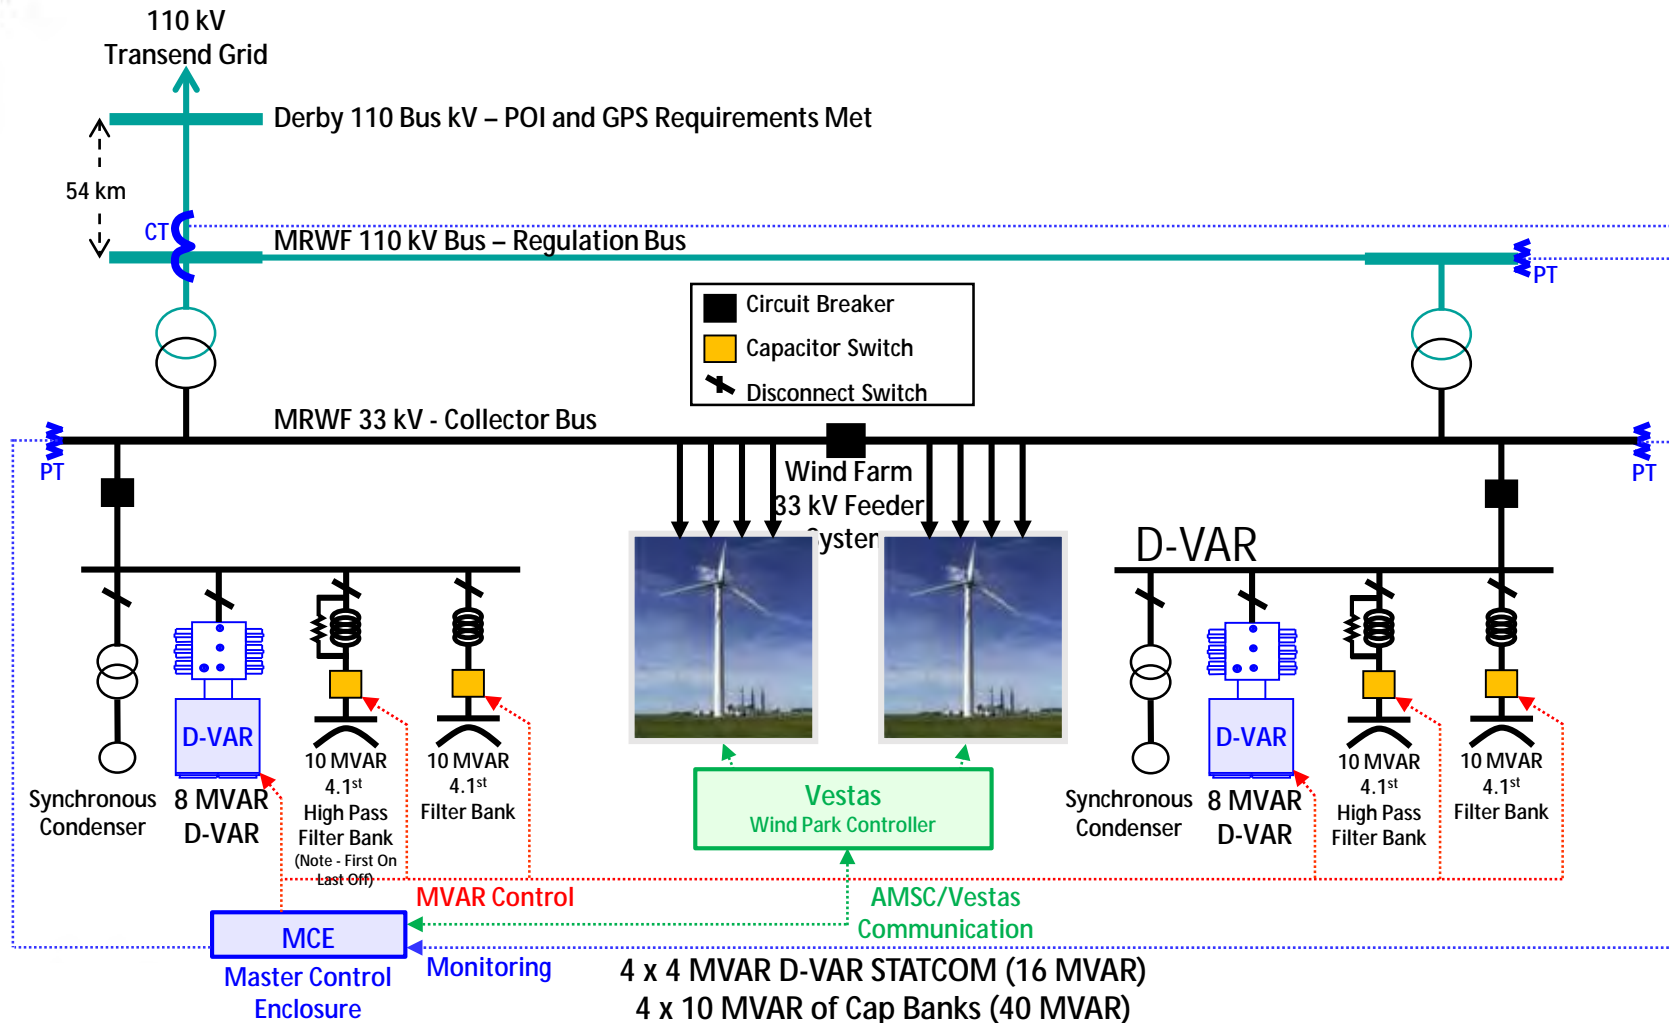 110 kV
Transend Grid
Derby 110 Bus kV – POI and GPS Requirements Met
54 km
CT
MRWF 110 kV Bus – Regulation Bus
PT
Circuit Breaker
Capacitor Switch
Disconnect Switch
MRWF 33 kV - Collector Bus
PT
PT
Wind Farm
33 kV Feeder
System
D-VAR
D-VAR
D-VAR
10 MVAR
4.1st
High Pass
Filter Bank
(Note - First On
Last Off)
10 MVAR
4.1st
Filter Bank
10 MVAR
4.1st
High Pass
Filter Bank
10 MVAR
4.1st
Filter Bank
Synchronous
Condenser
8 MVAR
D-VAR
Vestas
Wind Park Controller
Synchronous
Condenser
8 MVAR
D-VAR
MVAR Control
AMSC/Vestas
Communication
MCE
Master Control
Enclosure
Monitoring
4 x 4 MVAR D-VAR STATCOM (16 MVAR)
4 x 10 MVAR of Cap Banks (40 MVAR)